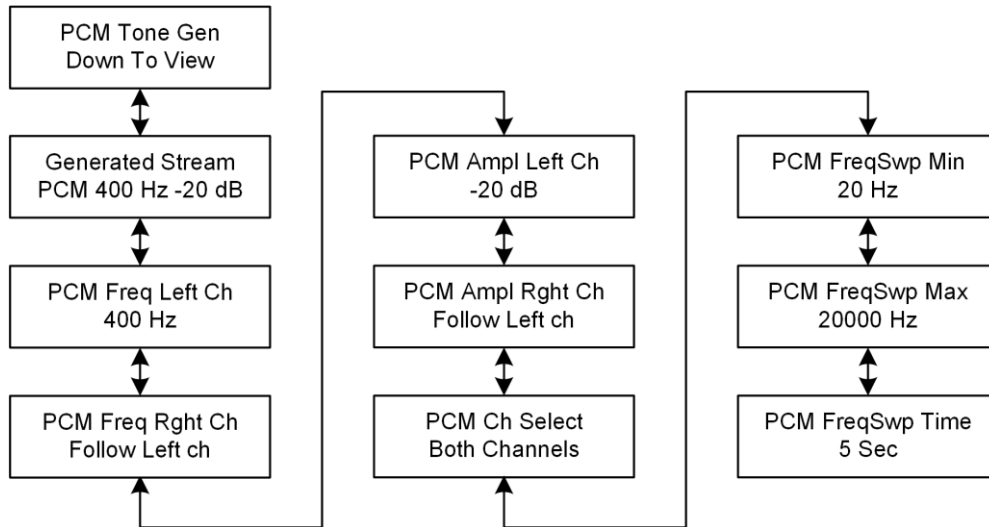 PCM Tone Gen
Down To View
Generated Stream
PCM 400 Hz -20 dB
PCM Freq Left Ch
400 Hz
PCM Freq Rght Ch
Follow Left ch
PCM Ampl Left Ch
-20 dB
PCM Ampl Rght Ch
Follow Left ch
PCM Ch Select
Both Channels
PCM FreqSwp Min
20 Hz
PCM FreqSwp Max
20000 Hz
PCM FreqSwp Time
5 Sec